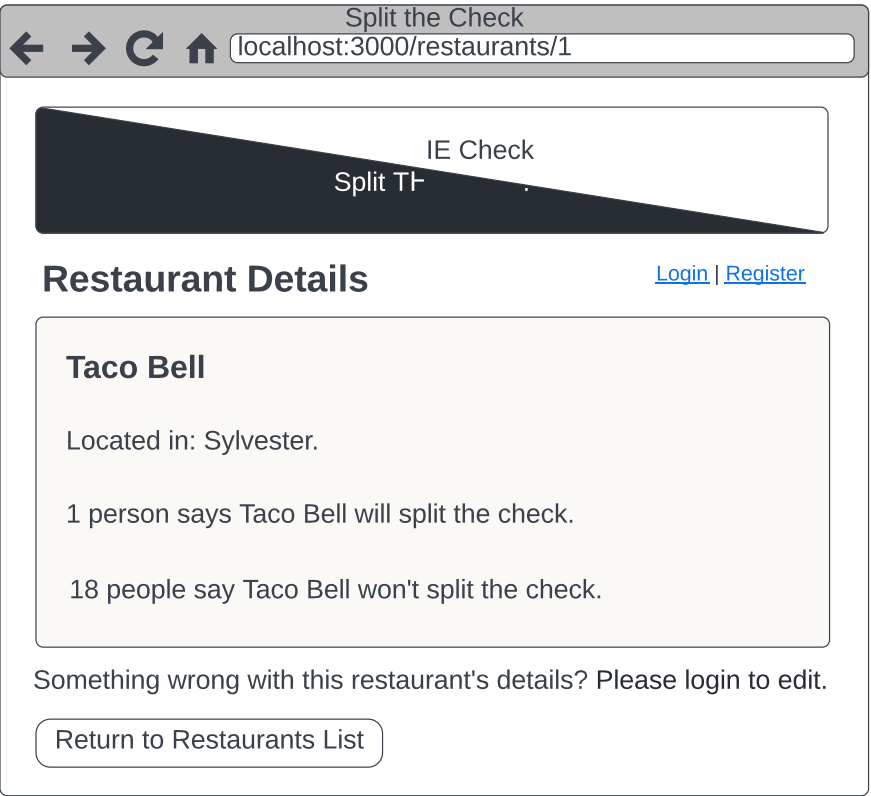 Split the Check
localhost:3000/restaurants/1
IE Check
Split TH
Restaurant Details
Login | Register
Taco Bell
Located in: Sylvester.
1 person says Taco Bell will split the check.
18 people say Taco Bell won't split the check.
Something wrong with this restaurant's details? Please login to edit.
Return to Restaurants List